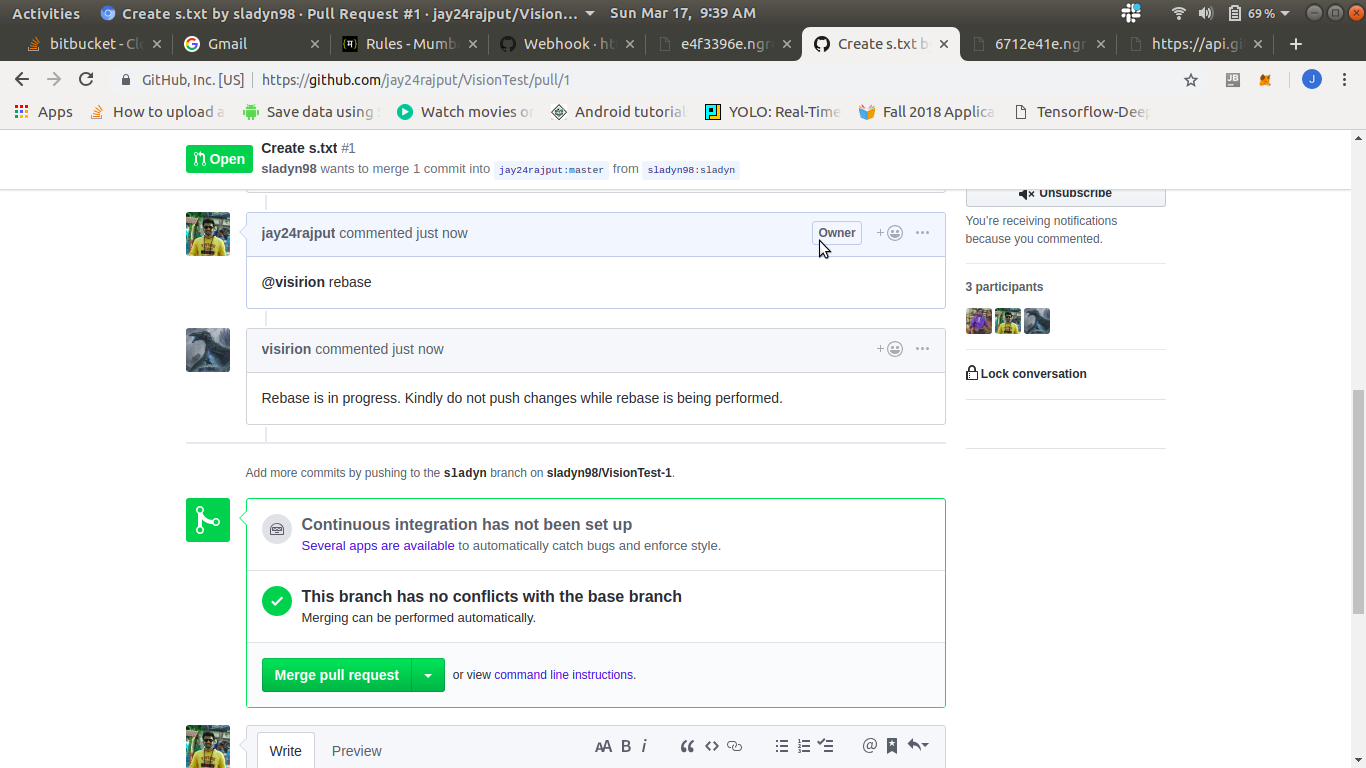 Activities
Create s.txt by sladyn98 · Pull Request #1 · jay24rajput/Vision…
Sun Mar 17, 9:39 AM
69 %
bitbucket - Cl
Gmail
Rules - Mumb
Webhook · ht
e4f3396e.ngr
Create s.txt by
6712e41e.ngr
https://api.gi
GitHub, Inc. [US]
https://github.com/jay24rajput/VisionTest/pull/1
JB
J
Apps
How to upload a
Save data using
Watch movies or
Android tutorial
YOLO: Real-Time
Fall 2018 Applica
Tensorflow-Deep
Open
Create s.txt #1
sladyn98 wants to merge 1 commit into jay24rajput:master from sladyn98:sladyn
Unsubscribe
You're receiving notifications
because you commented.
jay24rajput commented just now
Owner
@visirion rebase
3 participants
visirion commented just now
Lock conversation
Rebase is in progress. Kindly do not push changes while rebase is being performed.
Add more commits by pushing to the sladyn branch on sladyn98/VisionTest-1.
Continuous integration has not been set up
Several apps are available to automatically catch bugs and enforce style.
This branch has no conflicts with the base branch
Merging can be performed automatically.
Merge pull request
or view command line instructions.
Write
Preview
AA B i